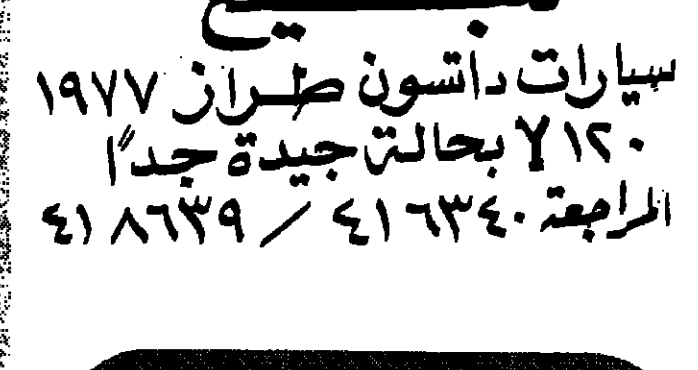 سيارات داتسون طراز ١٩٧٧
١٢٠ Y بحالة جيدة جداً
المراجعة ٤١٦٣٤٠ / ٤١٨٦٣٩